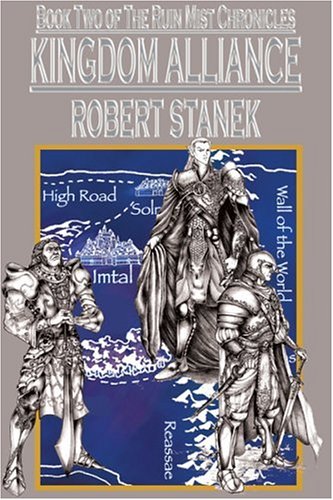 Book Two of The Ruin Mist Chronicles
KINGDOM ALLIANCE
ROBERT STANEK
High Road
Imtal
Wall of the World
Reassae